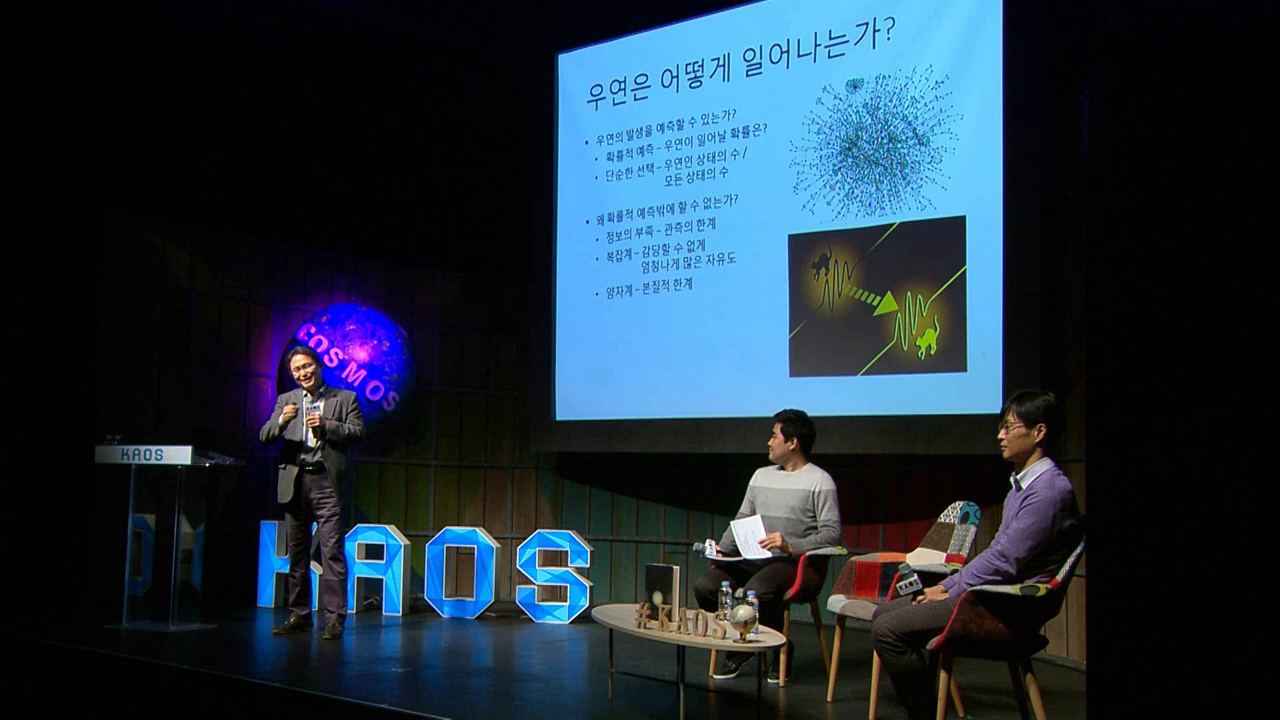 우연은 어떻게 일어나는가?
• 우연의 발생을 예측할 수 있는가?
• 확률적 예측 – 우연이 일어날 확률은?
• 단순한 선택 – 우연인 상태의 수 /
모든 상태의 수
• 왜 확률적 예측밖에 할 수 없는가?
• 정보의 부족 – 관측의 한계
• 복잡계 – 감당할 수 없게
엄청나게 많은 자유도
• 양자계 – 본질적 한계
COSMOS
KAOS
KAOS
#KAOS